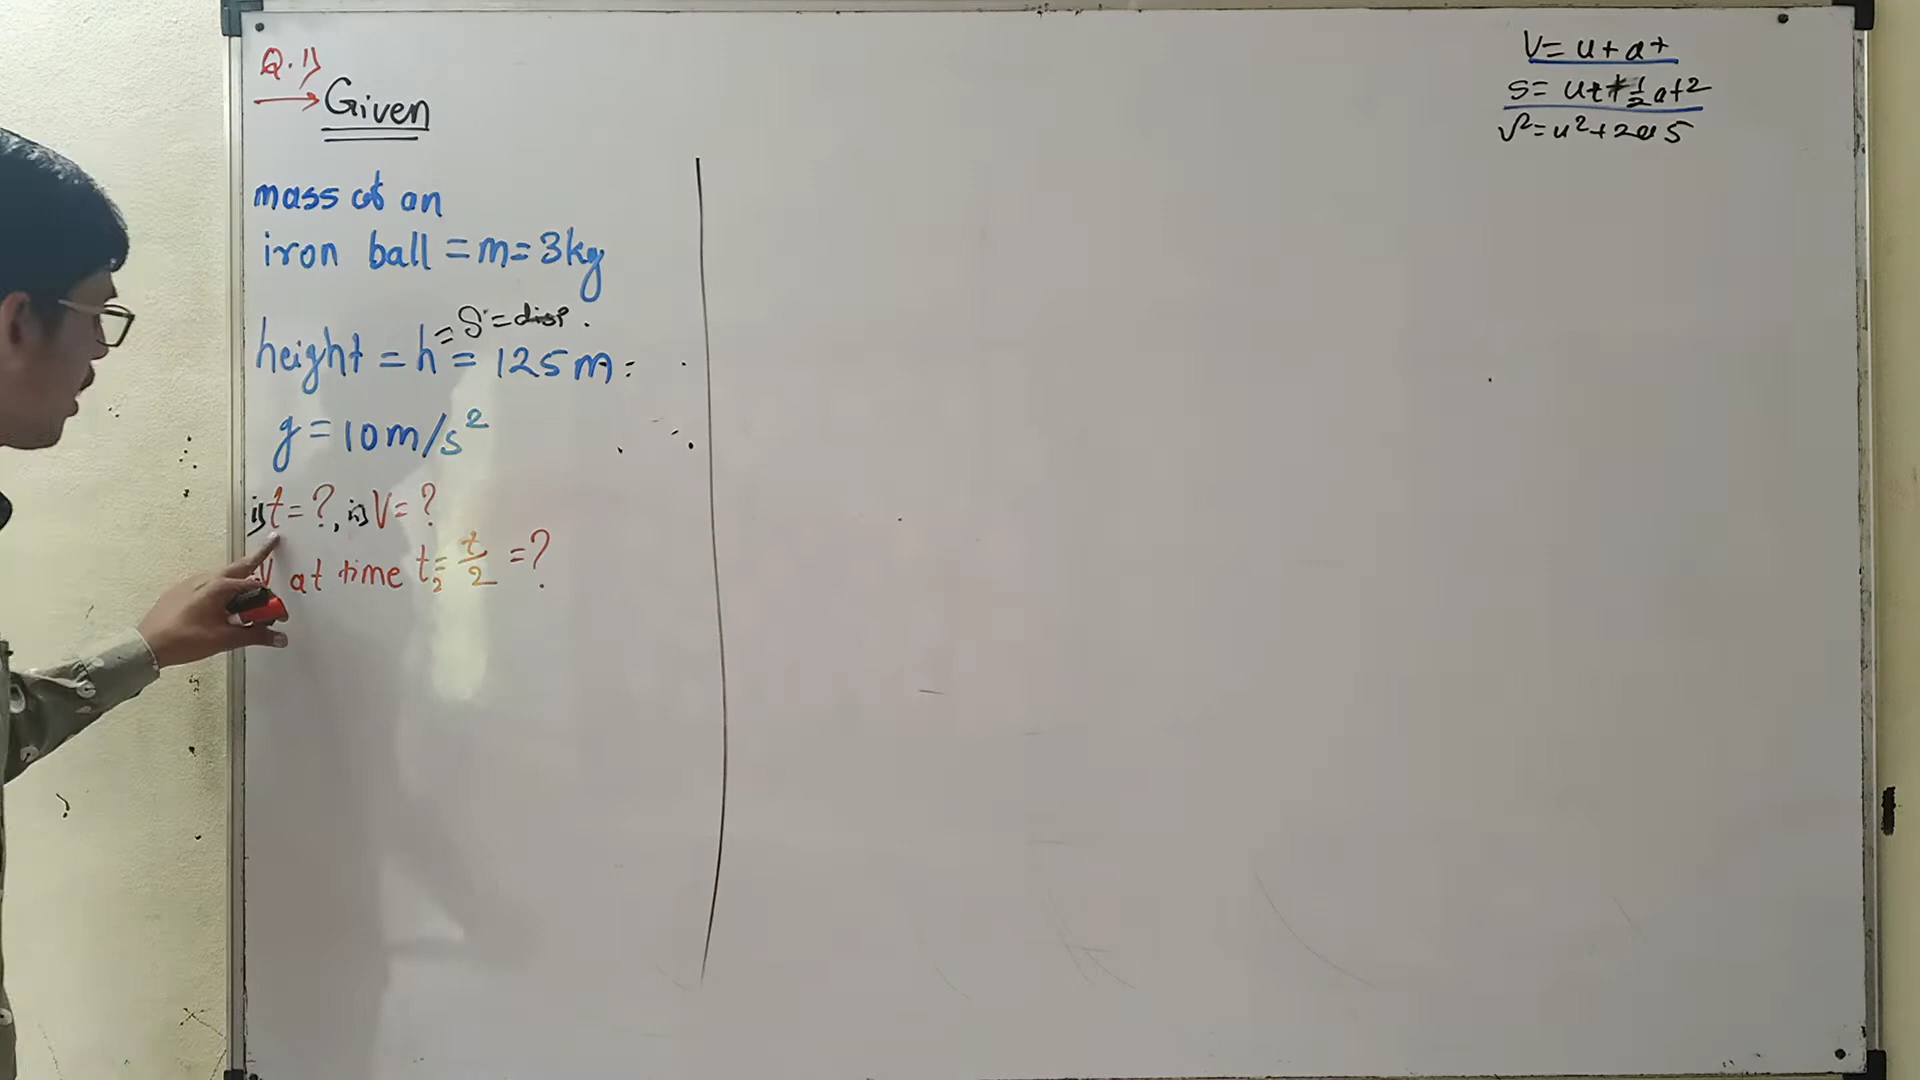 Q.1)
Given
mass of an
iron ball = m = 3kg
= S = disp.
height = h = 125 m
g = 10 m/s²
i) t = ?, ii) V = ?
V at time t₂ = t/2 = ?
V = u + at
S = ut + ½at²
v² = u² + 2as